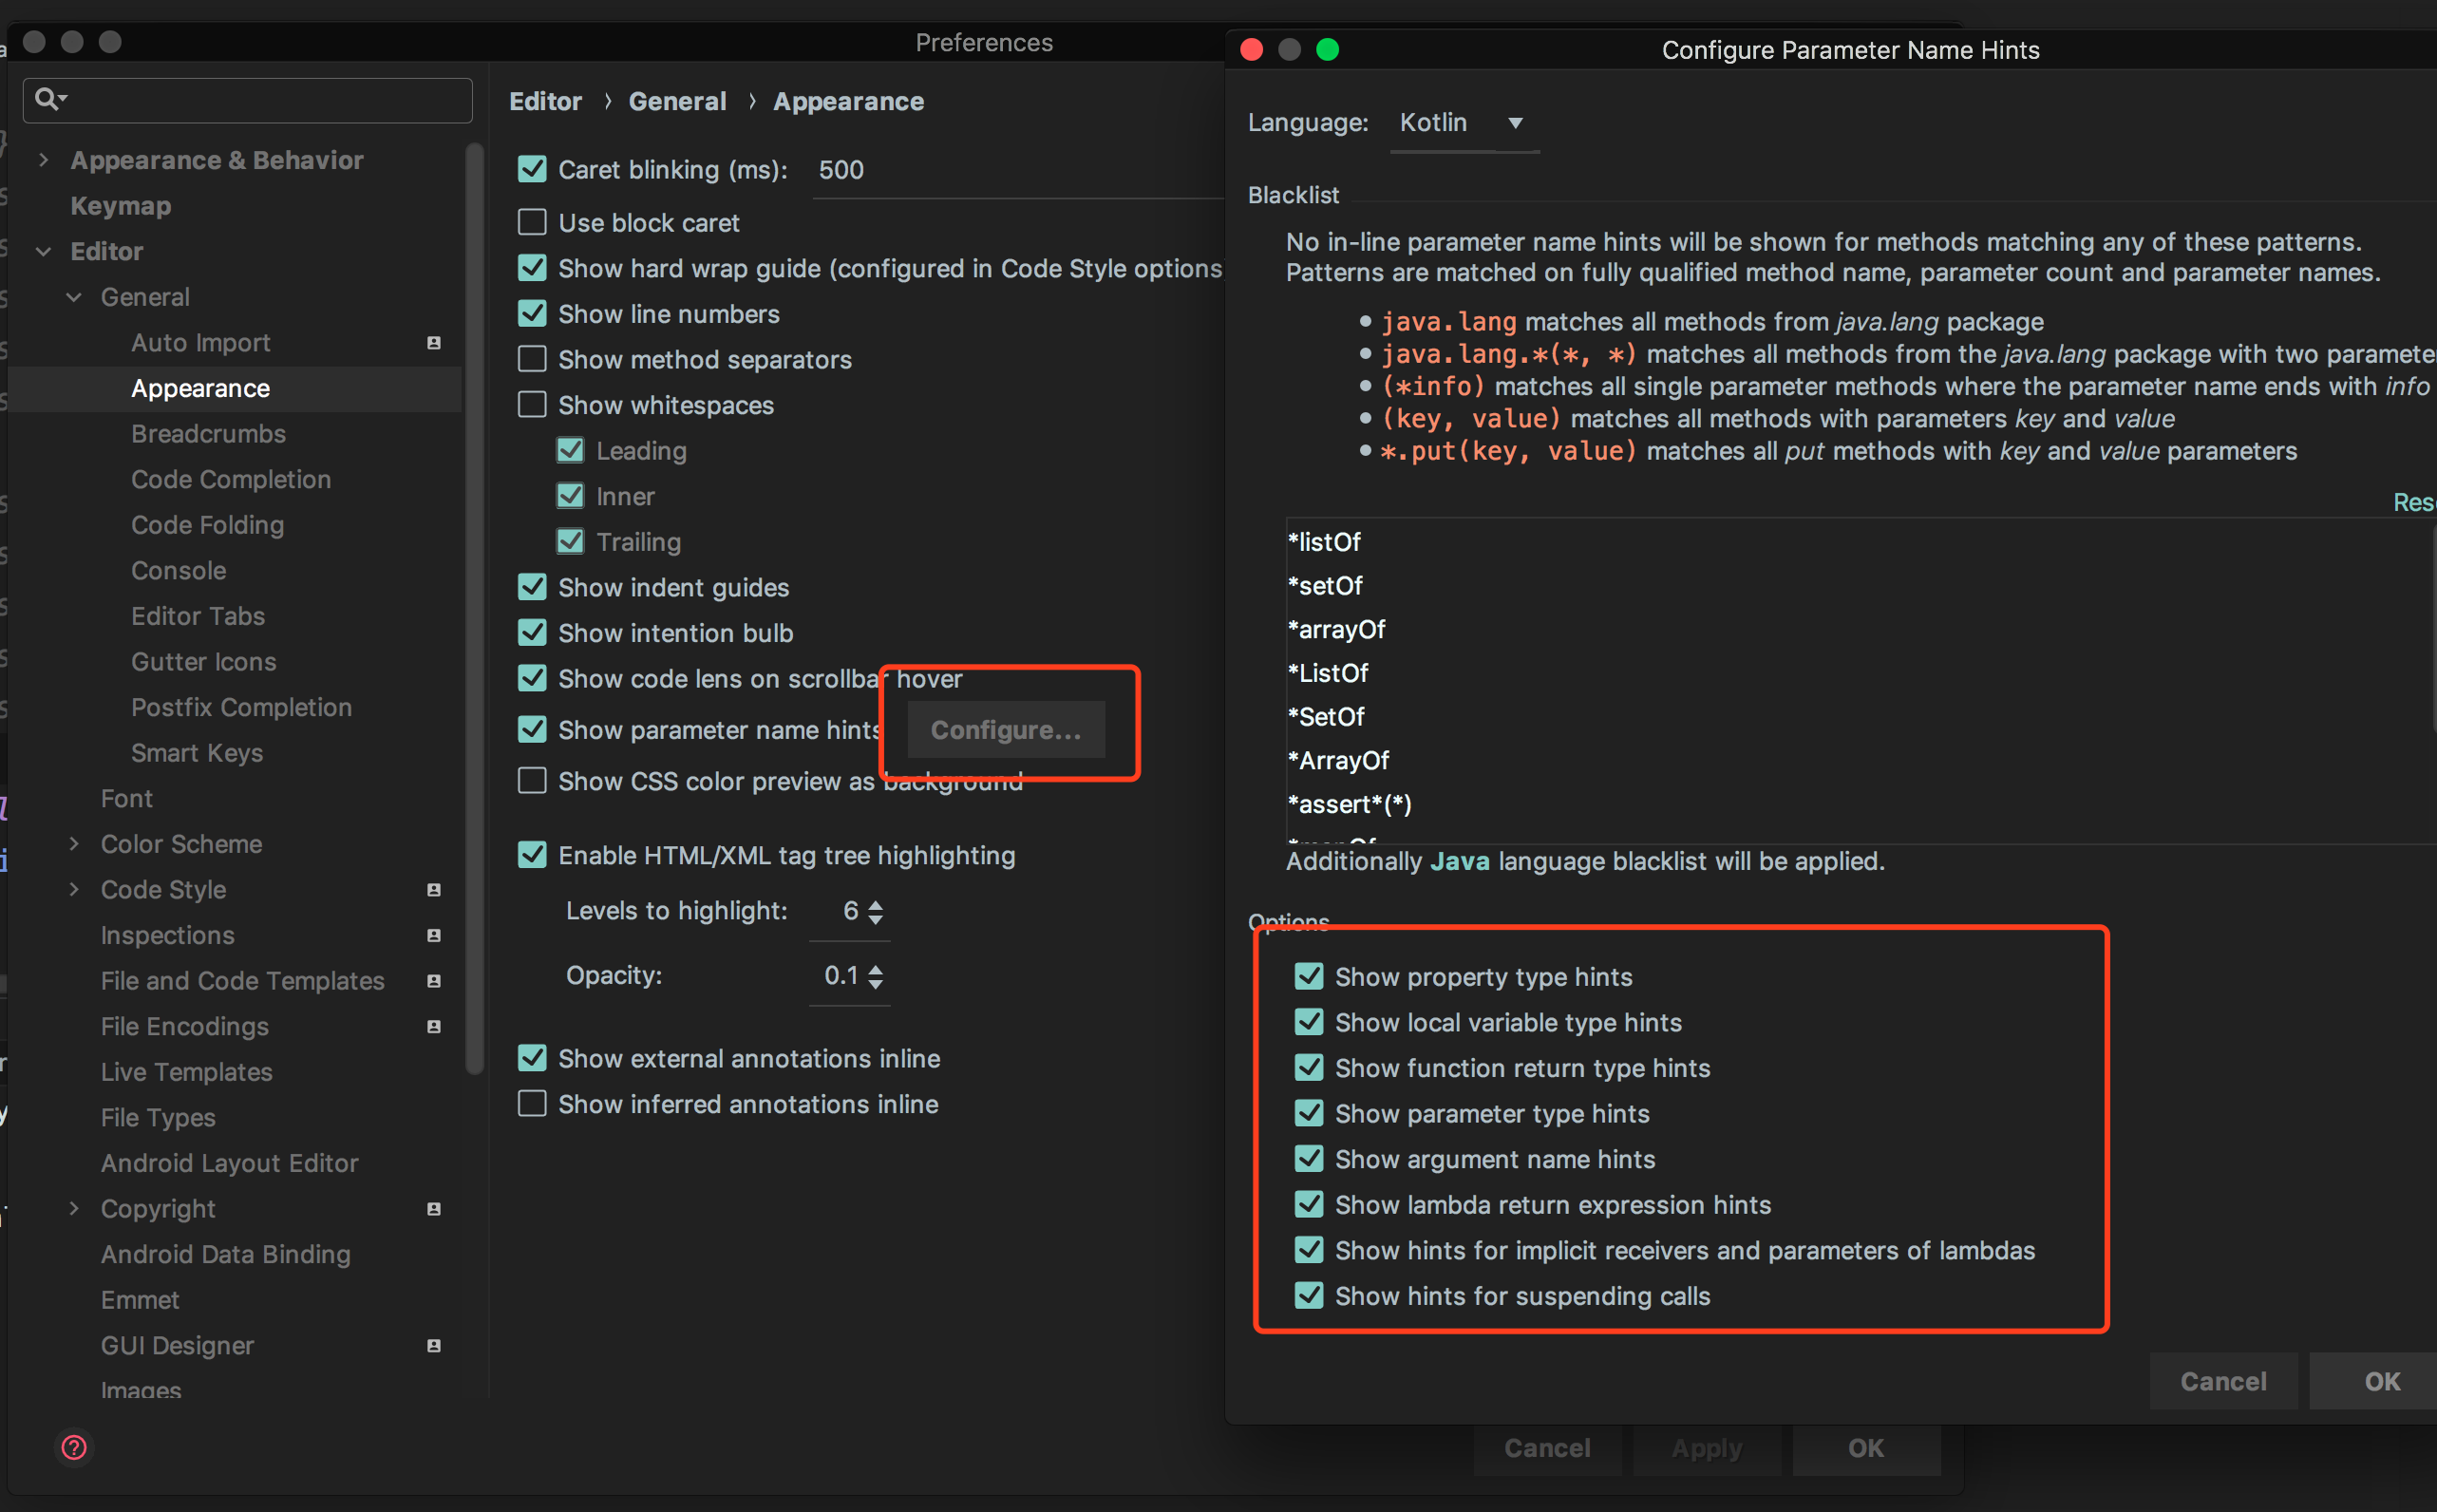 Preferences
Appearance & Behavior
Keymap
Editor
General
Auto Import
Appearance
Breadcrumbs
Code Completion
Code Folding
Console
Editor Tabs
Gutter Icons
Postfix Completion
Smart Keys
Font
Color Scheme
Code Style
Inspections
File and Code Templates
File Encodings
Live Templates
File Types
Android Layout Editor
Copyright
Android Data Binding
Emmet
GUI Designer
Images
Editor › General › Appearance
Caret blinking (ms): 500
Use block caret
Show hard wrap guide (configured in Code Style options
Show line numbers
Show method separators
Show whitespaces
Leading
Inner
Trailing
Show indent guides
Show intention bulb
Show code lens on scrollbar hover
Show parameter name hints Configure...
Show CSS color preview as background
Enable HTML/XML tag tree highlighting
Levels to highlight: 6
Opacity: 0.1
Show external annotations inline
Show inferred annotations inline
Cancel Apply OK
Configure Parameter Name Hints
Language: Kotlin
Blacklist
No in-line parameter name hints will be shown for methods matching any of these patterns.
Patterns are matched on fully qualified method name, parameter count and parameter names.
• java.lang matches all methods from java.lang package
• java.lang.*(*, *) matches all methods from the java.lang package with two paramete
• (*info) matches all single parameter methods where the parameter name ends with info
• (key, value) matches all methods with parameters key and value
• *.put(key, value) matches all put methods with key and value parameters
Res
*listOf
*setOf
*arrayOf
*ListOf
*SetOf
*ArrayOf
*assert*(*)
*mapOf
Additionally Java language blacklist will be applied.
Options
Show property type hints
Show local variable type hints
Show function return type hints
Show parameter type hints
Show argument name hints
Show lambda return expression hints
Show hints for implicit receivers and parameters of lambdas
Show hints for suspending calls
Cancel OK